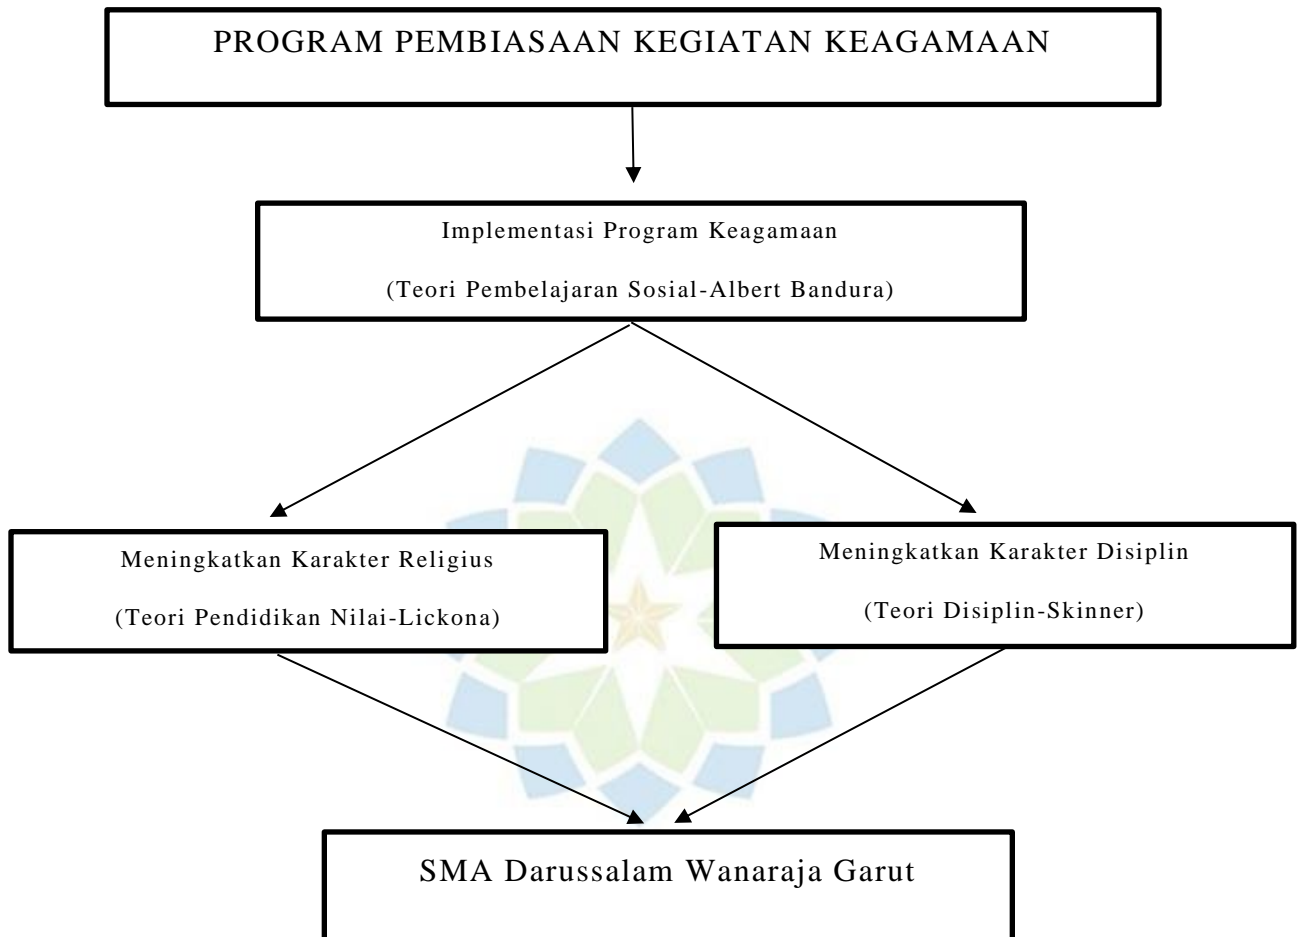 PROGRAM PEMBIASAAN KEGIATAN KEAGAMAAN
Implementasi Program Keagamaan
(Teori Pembelajaran Sosial-Albert Bandura)
Meningkatkan Karakter Religius
(Teori Pendidikan Nilai-Lickona)
Meningkatkan Karakter Disiplin
(Teori Disiplin-Skinner)
SMA Darussalam Wanaraja Garut